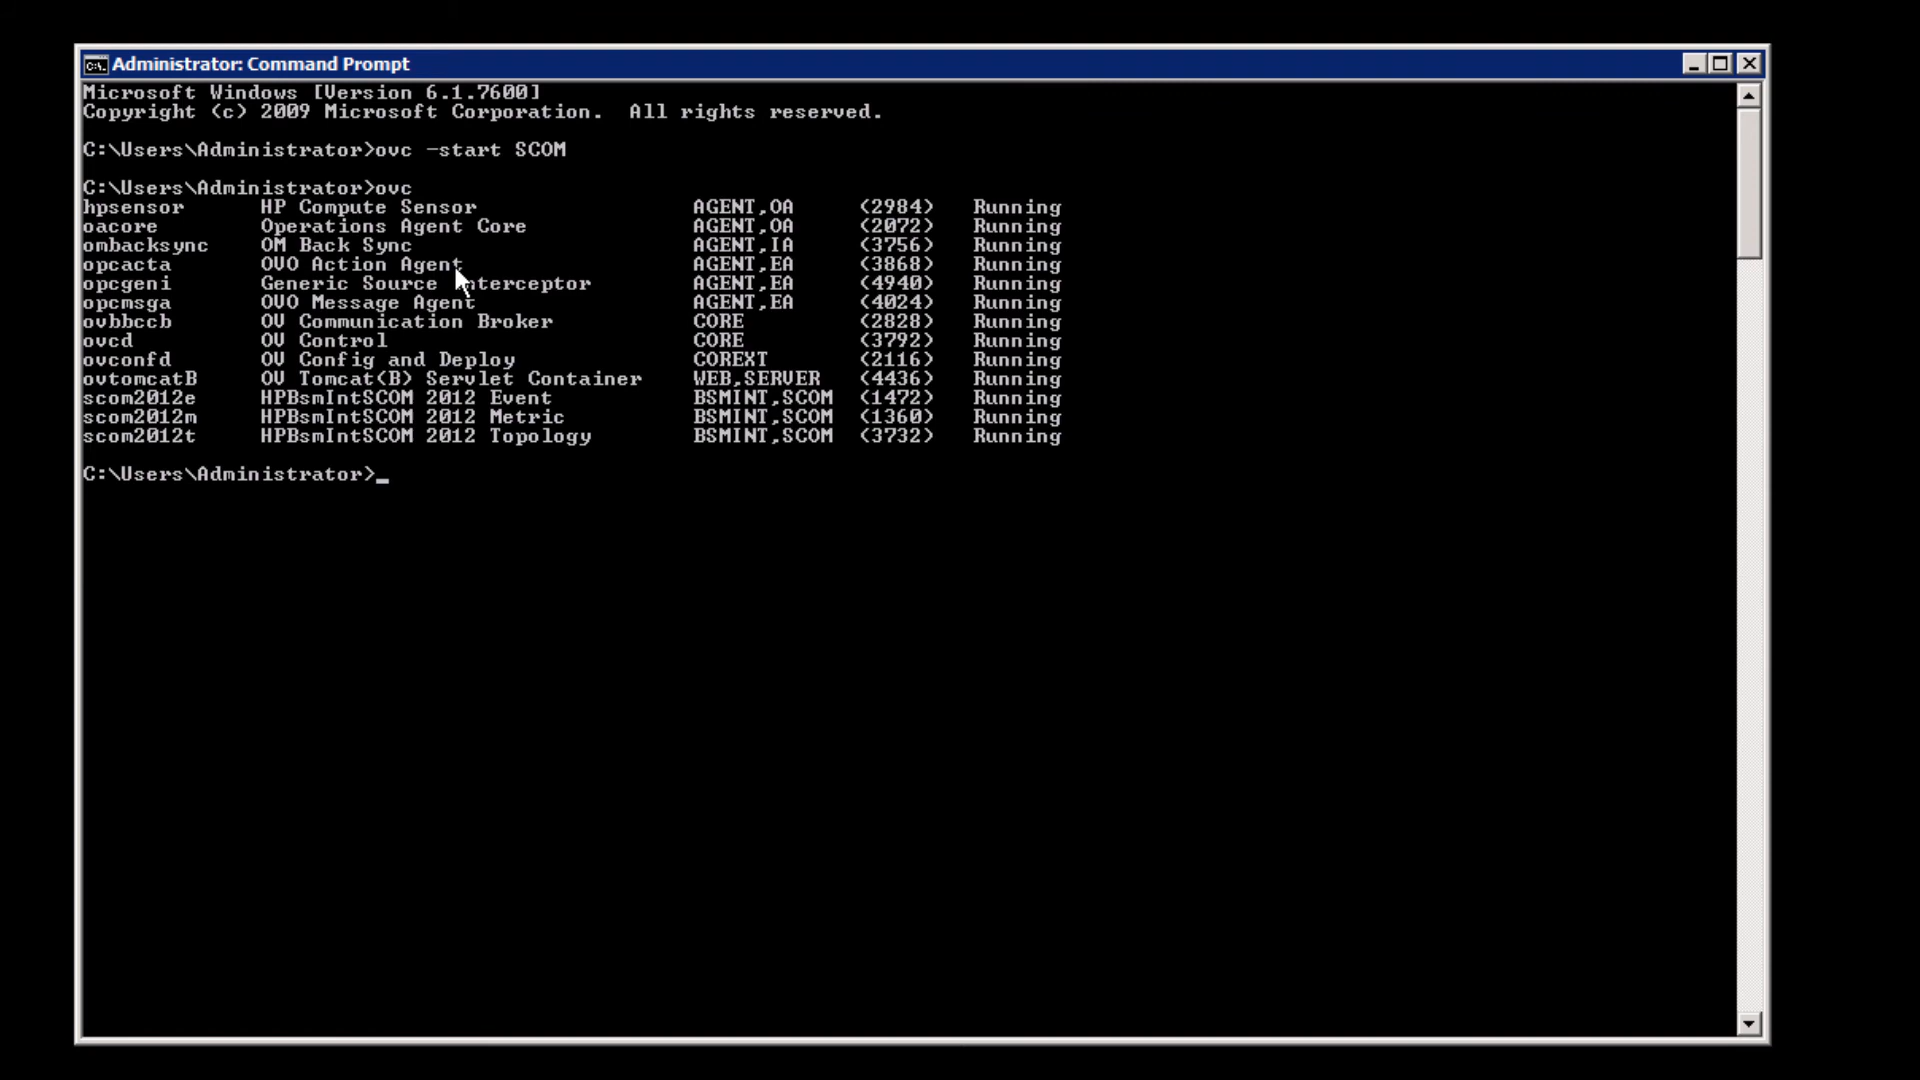 Administrator: Command Prompt
Microsoft Windows [Version 6.1.7600]
Copyright (c) 2009 Microsoft Corporation.  All rights reserved.
C:\Users\Administrator>ovc -start SCOM
C:\Users\Administrator>ovc
hpsensor HP Compute Sensor AGENT,OA (2984) Running
oacore Operations Agent Core AGENT,OA (2072) Running
ombacksync OM Back Sync AGENT,IA (3756) Running
opcacta OVO Action Agent AGENT,EA (3868) Running
opcgeni Generic Source Interceptor AGENT,EA (4940) Running
opcmsga OVO Message Agent AGENT,EA (4024) Running
ovbbccb OV Communication Broker CORE (2828) Running
ovcd OV Control CORE (3792) Running
ovconfd OV Config and Deploy COREXT (2116) Running
ovtomcatB OV Tomcat(B) Servlet Container WEB,SERVER (4436) Running
scom2012e HPBsmIntSCOM 2012 Event BSMINT,SCOM (1472) Running
scom2012m HPBsmIntSCOM 2012 Metric BSMINT,SCOM (1360) Running
scom2012t HPBsmIntSCOM 2012 Topology BSMINT,SCOM (3732) Running
C:\Users\Administrator>_